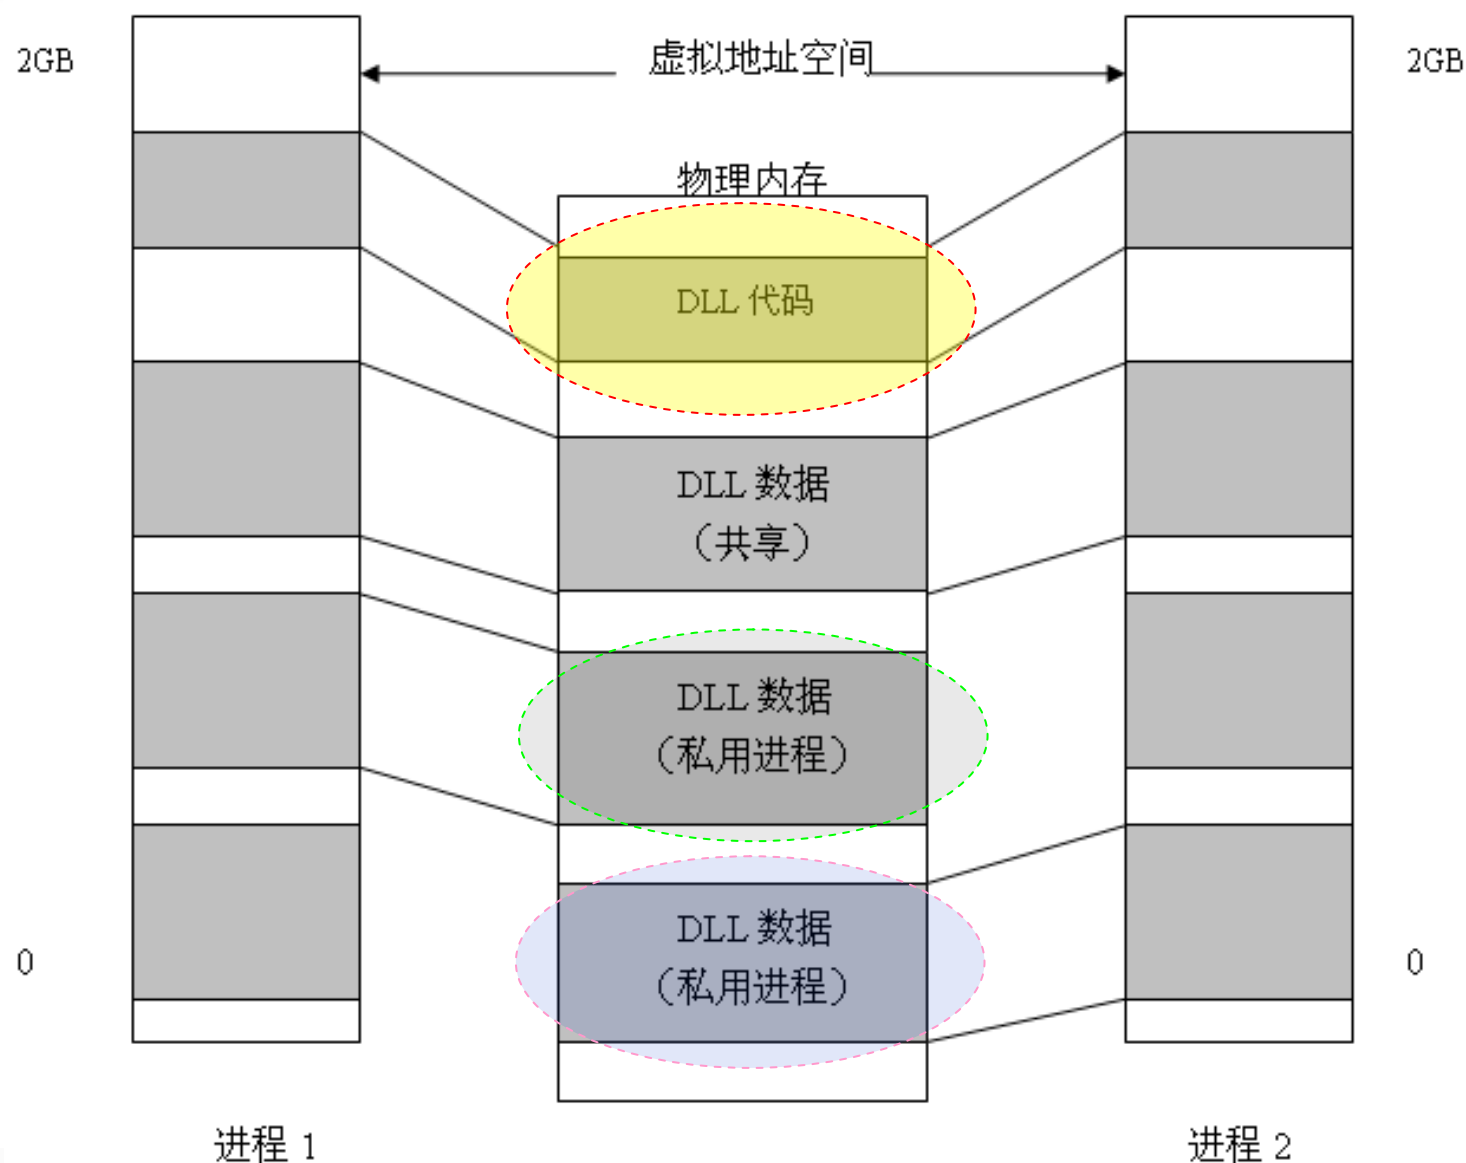 2GB
虚拟地址空间
2GB
物理内存
DLL 代码
DLL 数据
（共享）
DLL 数据
（私用进程）
DLL 数据
（私用进程）
0
0
进程 1
进程 2